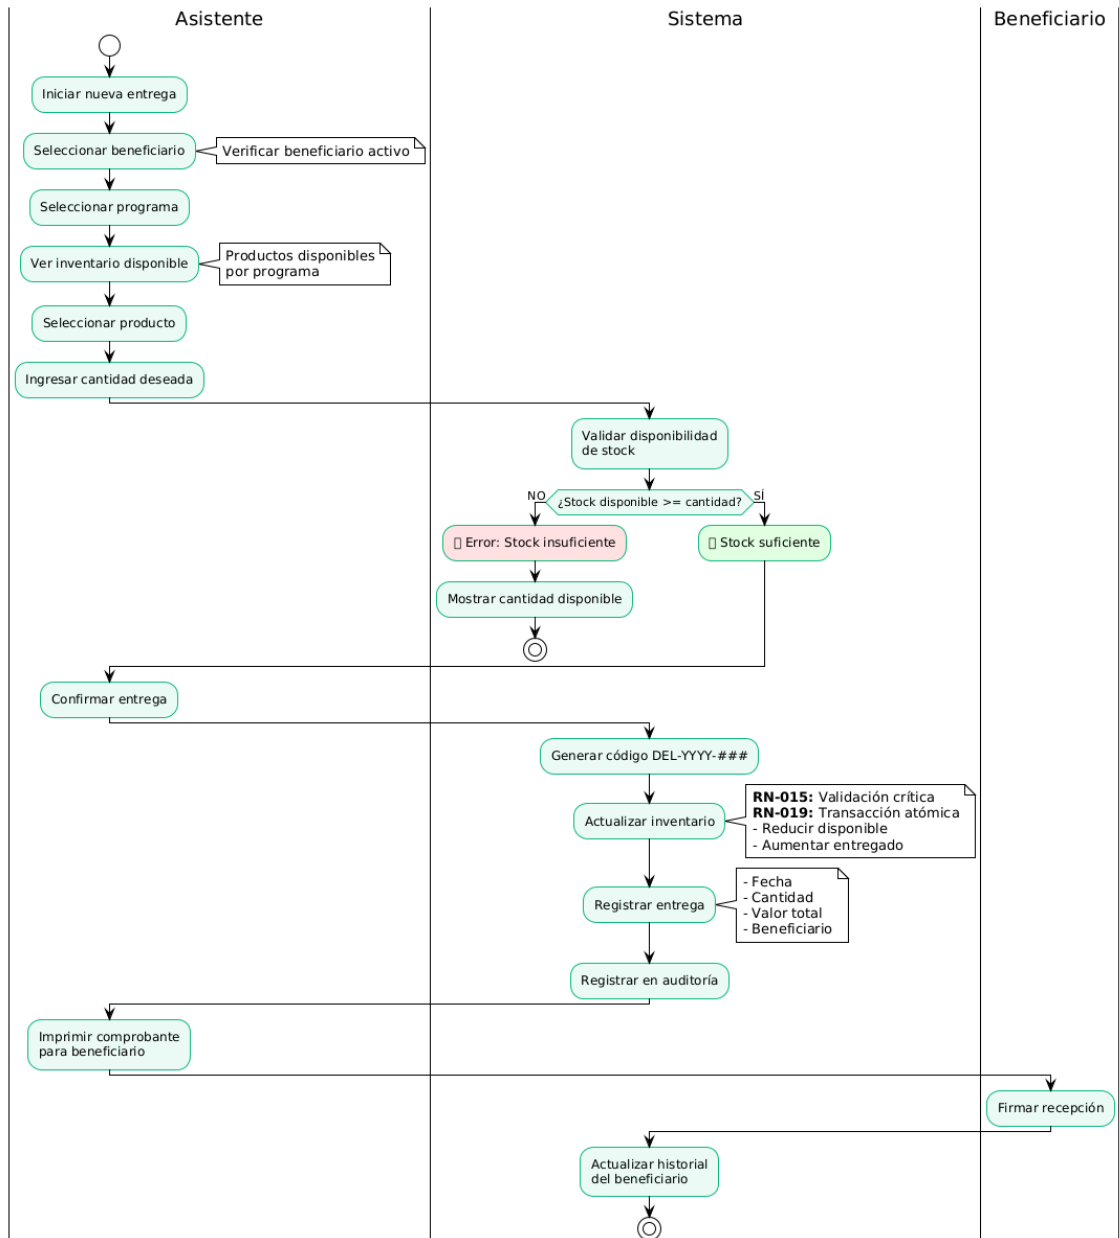 Asistente
Sistema
Beneficiario
Iniciar nueva entrega
Seleccionar beneficiario
Verificar beneficiario activo
Seleccionar programa
Ver inventario disponible
Productos disponibles
por programa
Seleccionar producto
Ingresar cantidad deseada
Validar disponibilidad
de stock
NO
¿Stock disponible >= cantidad?
SÍ
Error: Stock insuficiente
Stock suficiente
Mostrar cantidad disponible
Confirmar entrega
Generar código DEL-YYYY-###
Actualizar inventario
RN-015: Validación crítica
RN-019: Transacción atómica
- Reducir disponible
- Aumentar entregado
Registrar entrega
- Fecha
- Cantidad
- Valor total
- Beneficiario
Registrar en auditoría
Imprimir comprobante
para beneficiario
Firmar recepción
Actualizar historial
del beneficiario